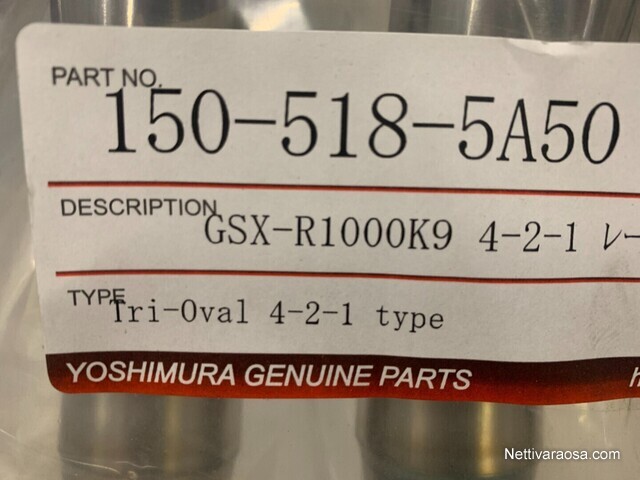 PART NO.
150-518-5A50
DESCRIPTION
GSX-R1000K9 4-2-1 レー
TYPE
Tri-Oval 4-2-1 type
YOSHIMURA GENUINE PARTS
Nettivaraosa.com